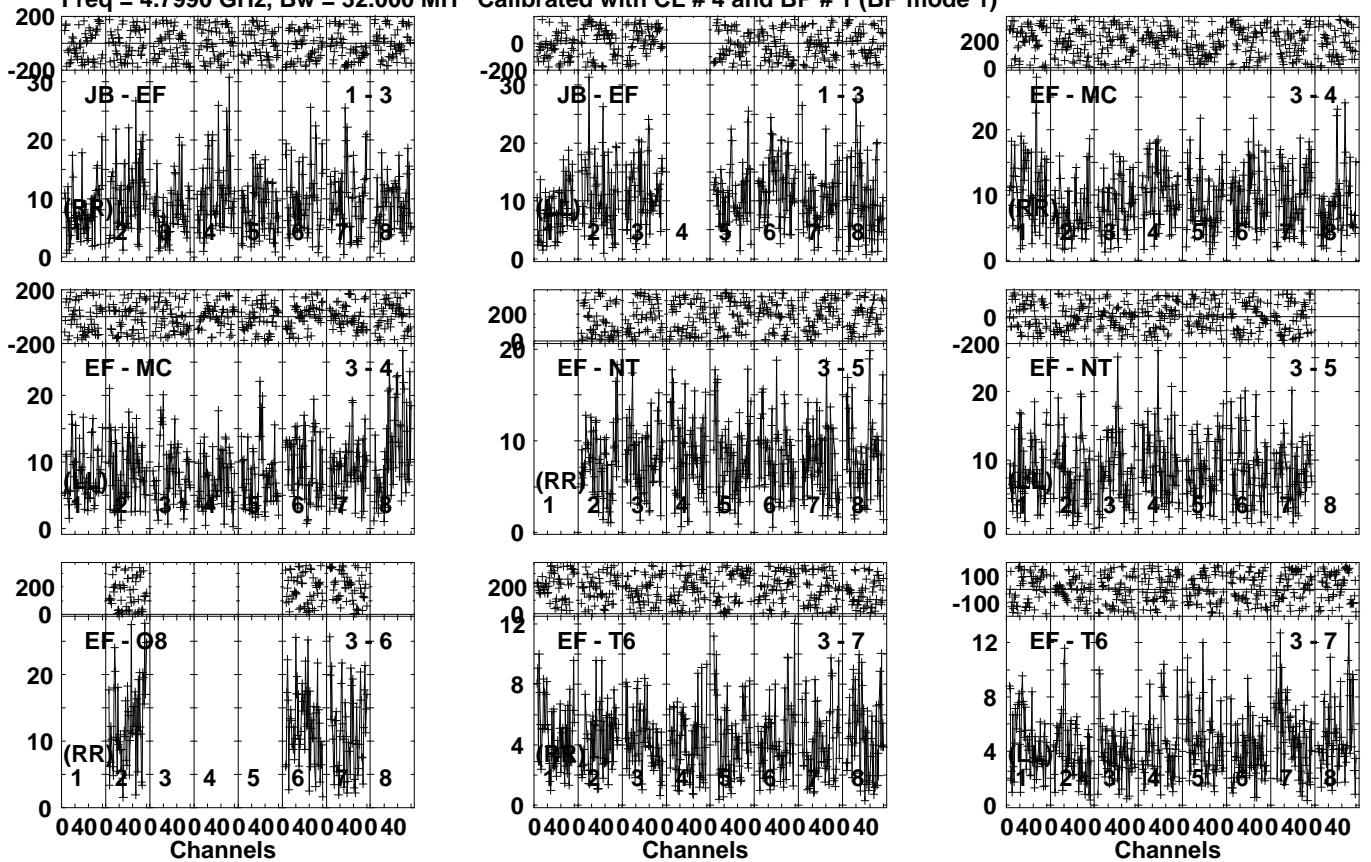 Freq = 4.7990 GHz, Bw = 32.000 MH Calibrated with CL # 4 and BP # 1 (BP mode 1)
200 0 200
0
-200 -200 0
30 JB - EF 1 - 3 30 JB - EF 1 - 3 EF - MC 3 - 4
20 20 20
10 10 10
(RR) (LL) (RR)
1 2 3 4 5 6 7 8 1 2 3 4 5 6 7 8 1 2 3 4 5 6 7 8
0 0 0
200 200 0
0 0
-200 20 -200
EF - MC 3 - 4 EF - NT 3 - 5 EF - NT 3 - 5
20 20
10 10 10
(LL) (RR) (LL)
1 2 3 4 5 6 7 8 1 2 3 4 5 6 7 8 1 2 3 4 5 6 7 8
0 0 0
200 200 100
0 0 -100
12
EF - O8 3 - 6 EF - T6 3 - 7 EF - T6 3 - 7
20 8 12
8
10 4 4
(RR) (RR) (LL)
1 2 3 4 5 6 7 8 1 2 3 4 5 6 7 8 1 2 3 4 5 6 7 8
0 0 0
0 40 0 40 0 40 0 40 0 40 0 40 0 40 0 40 0 40 0 40 0 40 0 40 0 40 0 40 0 40 0 40 0 40 0 40 0 40 0 40 0 40 0 40 0 40 0 40
Channels Channels Channels